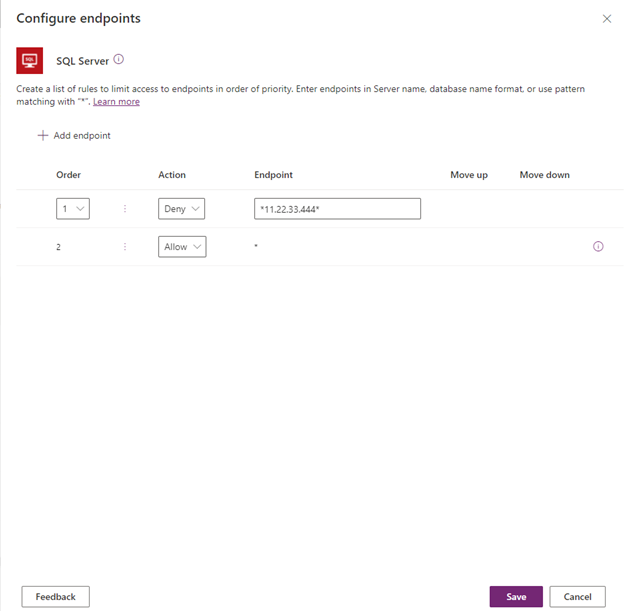 Configure endpoints
SQL
SQL Server
Create a list of rules to limit access to endpoints in order of priority. Enter endpoints in Server name, database name format, or use pattern
matching with "*". Learn more
Add endpoint
Order Action Endpoint Move up Move down
1 Deny *11.22.33.444*
2 Allow *
Feedback Save Cancel